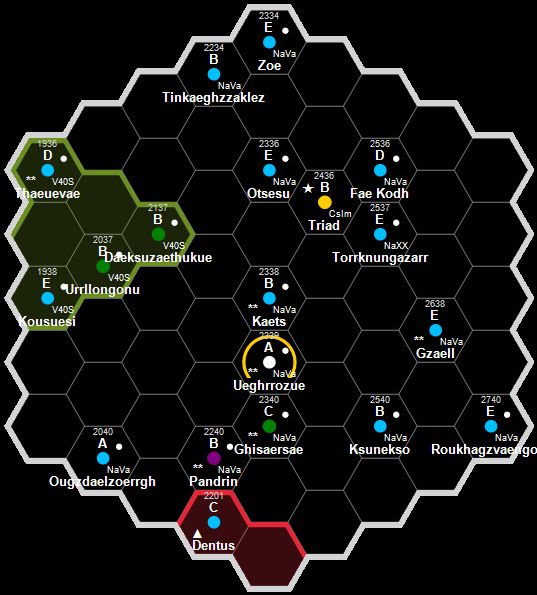 2334
E
NaVa
Zoe
2234
B
NaVa
Tinkaeghzzaklez
1936
D
**
V40S
Thaeuevae
2336
E
NaVa
Otsesu
2536
D
NaVa
Fae Kodh
2436
★ B
CsIm
Triad
2137
B
V40S
Daeksuzaethukue
2537
E
NaXX
Torrknungazarr
2037
B
V40S
Urrllongonu
1938
E
V40S
Kousuesi
2338
B
**
NaVa
Kaets
2638
E
**
NaVa
Gzaell
2339
A
**
NaVa
Ueghrrozue
2340
C
**
NaVa
Ghisaersae
2540
B
NaVa
Ksunekso
2740
E
NaVa
2040
A
NaVa
Ougzdaelzoerrgh
2240
B
**
NaVa
Pandrin
2201
C
▲
Dentus